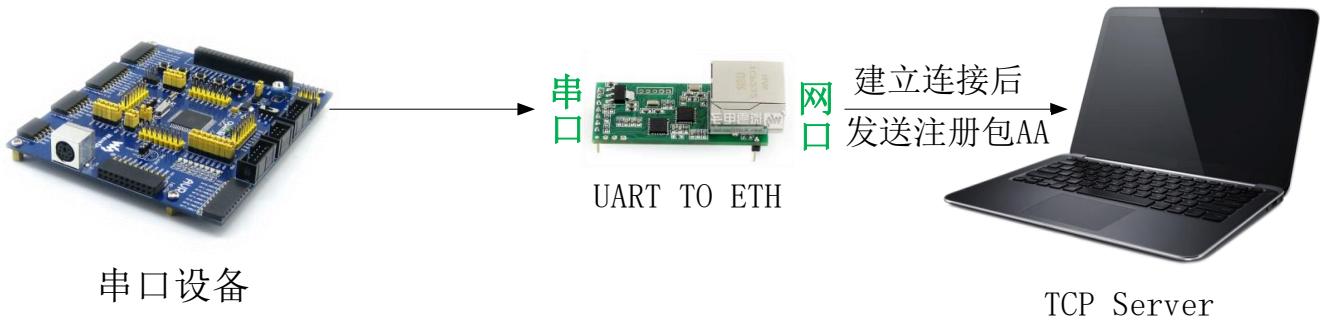 串口
网口
建立连接后
发送注册包AA
UART TO ETH
串口设备
TCP Server